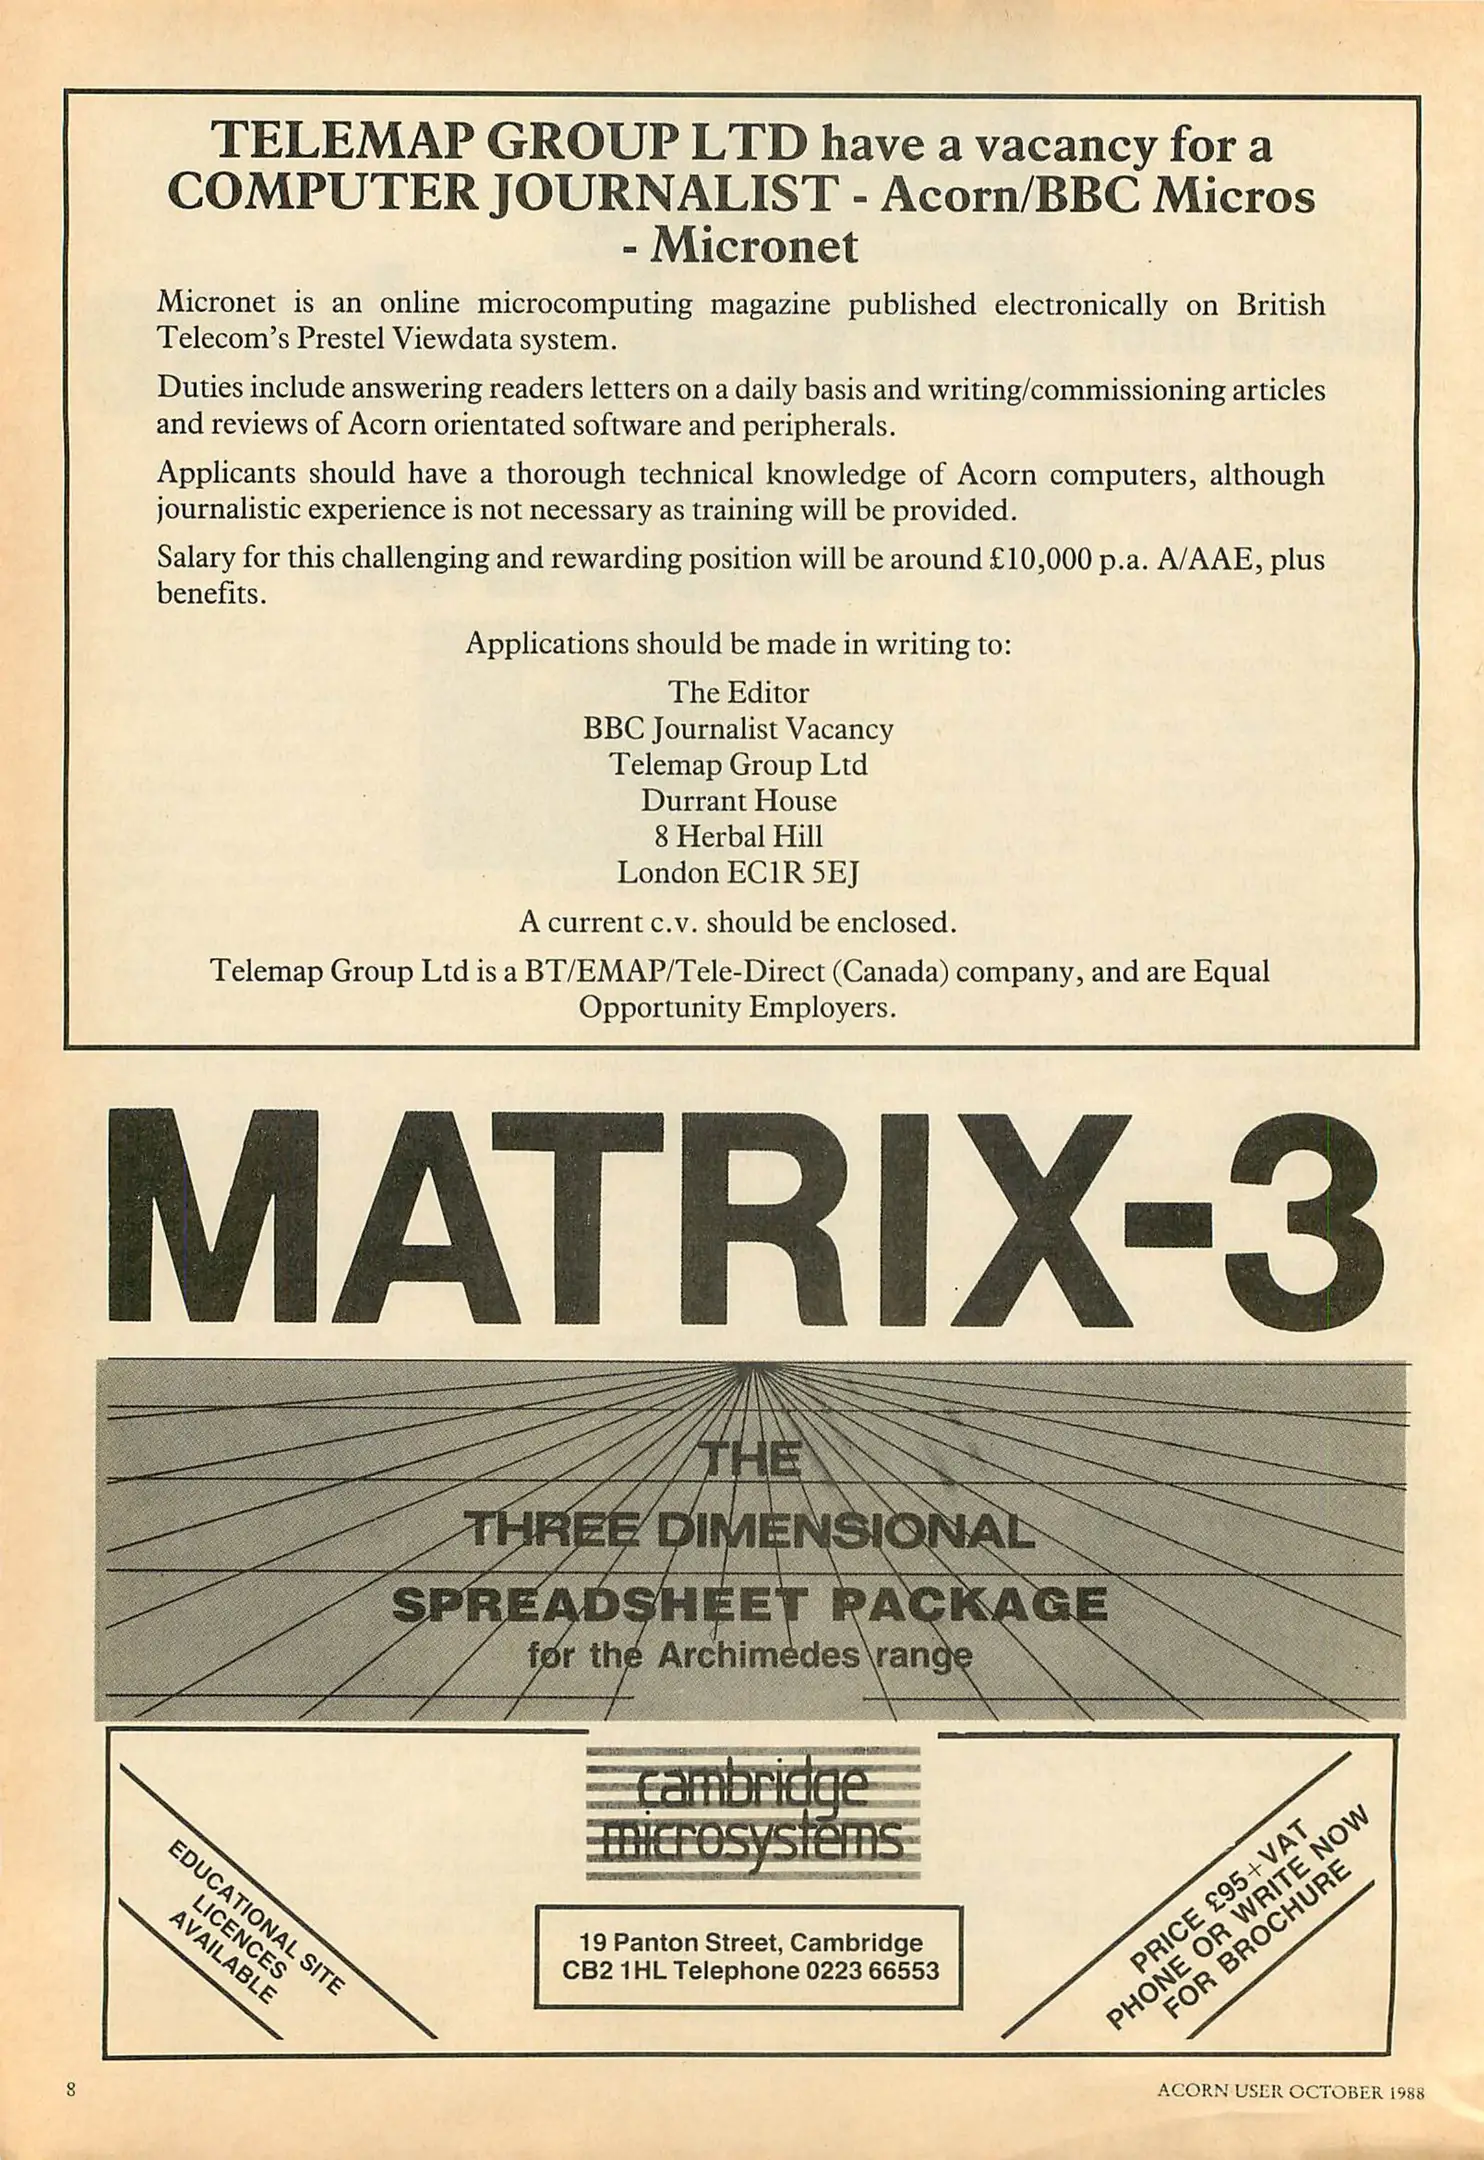 TELEMAP GROUP LTD have a vacancy for a
COMPUTER JOURNALIST - Acorn/BBC Micros
- Micronet
Micronet is an online microcomputing magazine published electronically on British
Telecom's Prestel Viewdata system.
Duties include answering readers letters on a daily basis and writing/commissioning articles
and reviews of Acorn orientated software and peripherals.
Applicants should have a thorough technical knowledge of Acorn computers, although
journalistic experience is not necessary as training will be provided.
Salary for this challenging and rewarding position will be around £10,000 p.a. A/AAE, plus
benefits.
Applications should be made in writing to:
The Editor
BBC Journalist Vacancy
Telemap Group Ltd
Durrant House
8 Herbal Hill
London EC1R 5EJ
A current c.v. should be enclosed.
Telemap Group Ltd is a BT/EMAP/Tele-Direct (Canada) company, and are Equal
Opportunity Employers.
MATRIX-3
THE
THREE DIMENSIONAL
SPREADSHEET PACKAGE
for the Archimedes range
cambridge
microsystems
EDUCATIONAL SITE
LICENCES
AVAILABLE
19 Panton Street, Cambridge
CB2 1HL Telephone 0223 66553
PRICE £95+VAT
PHONE OR WRITE NOW
FOR BROCHURE
8
ACORN USER OCTOBER 1988